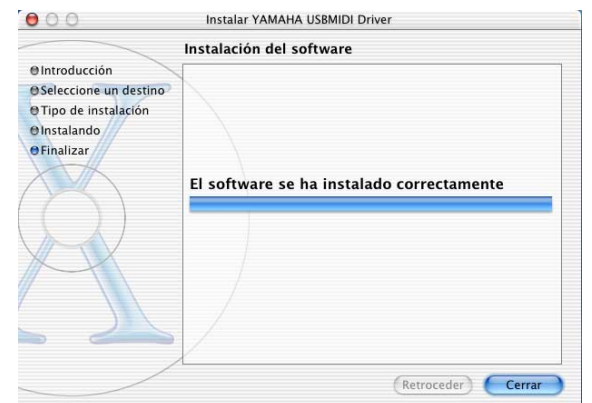 Instalar YAMAHA USBMIDI Driver
Instalación del software
Introducción
Seleccione un destino
Tipo de instalación
Instalando
Finalizar
El software se ha instalado correctamente
Retroceder
Cerrar